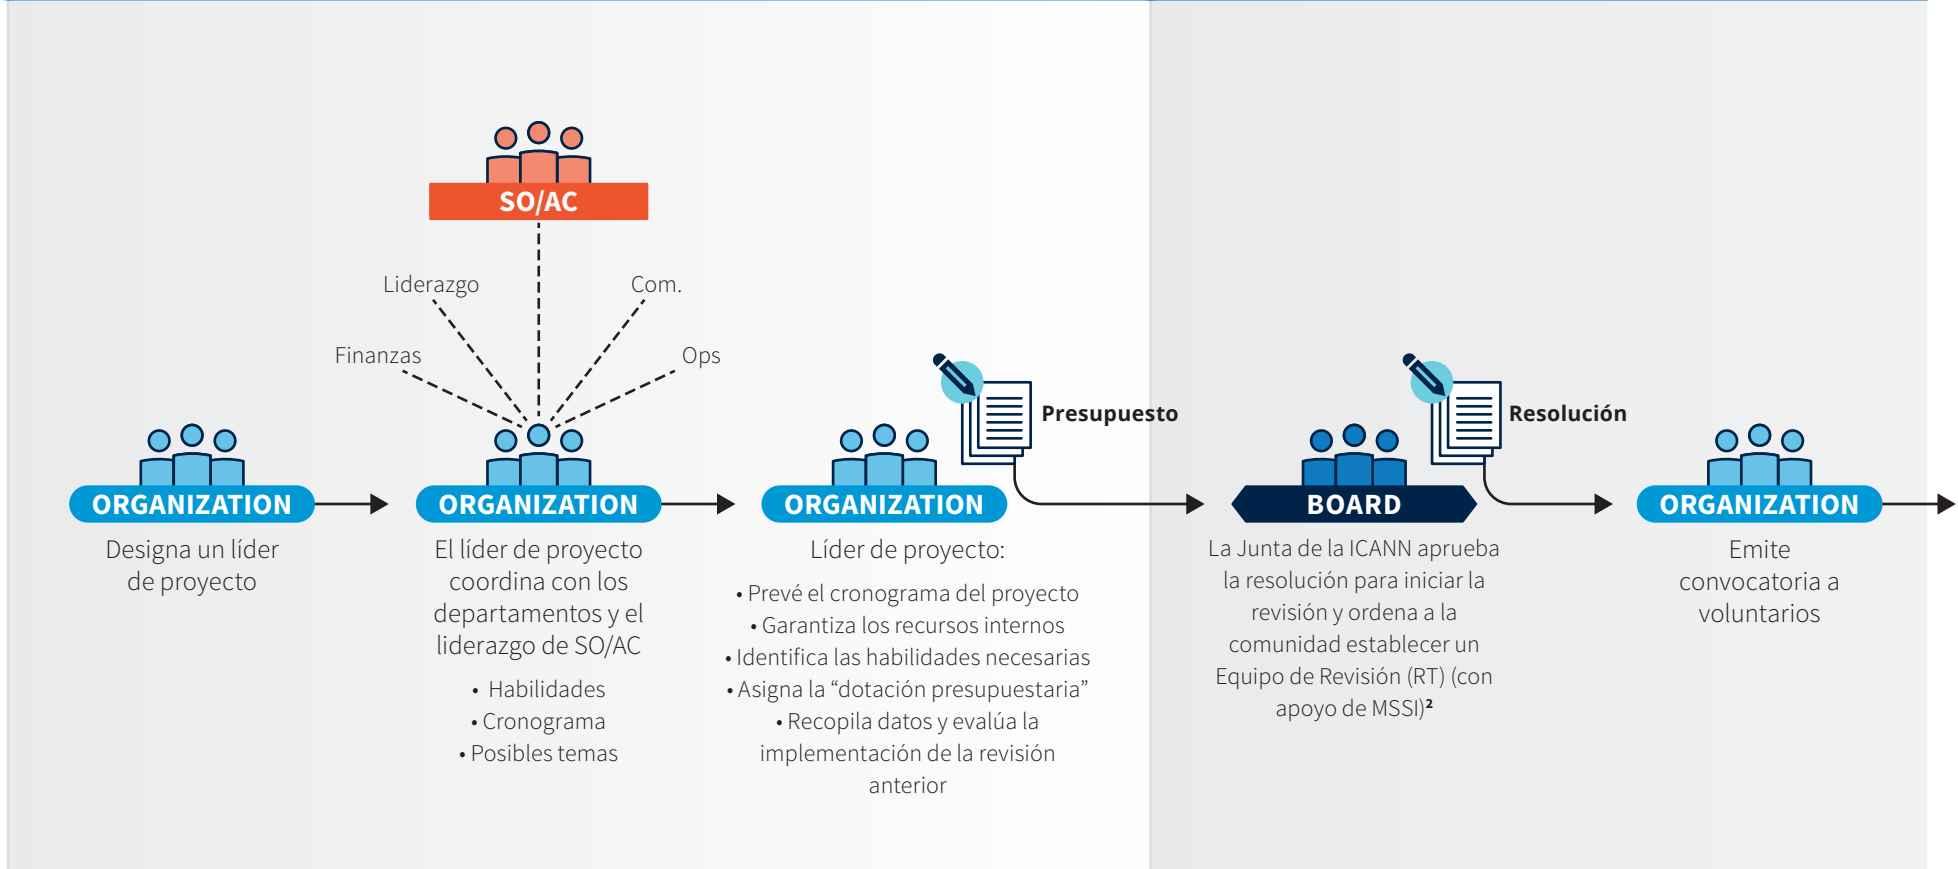 SO/AC
Liderazgo
Com.
Finanzas
Ops
ORGANIZATION
Designa un líder
de proyecto
ORGANIZATION
El líder de proyecto
coordina con los
departamentos y el
liderazgo de SO/AC
• Habilidades
• Cronograma
• Posibles temas
Presupuesto
ORGANIZATION
Líder de proyecto:
• Prevé el cronograma del proyecto
• Garantiza los recursos internos
• Identifica las habilidades necesarias
• Asigna la “dotación presupuestaria”
• Recopila datos y evalúa la
implementación de la revisión
anterior
Resolución
BOARD
La Junta de la ICANN aprueba
la resolución para iniciar la
revisión y ordena a la
comunidad establecer un
Equipo de Revisión (RT) (con
apoyo de MSSI)²
ORGANIZATION
Emite
convocatoria a
voluntarios